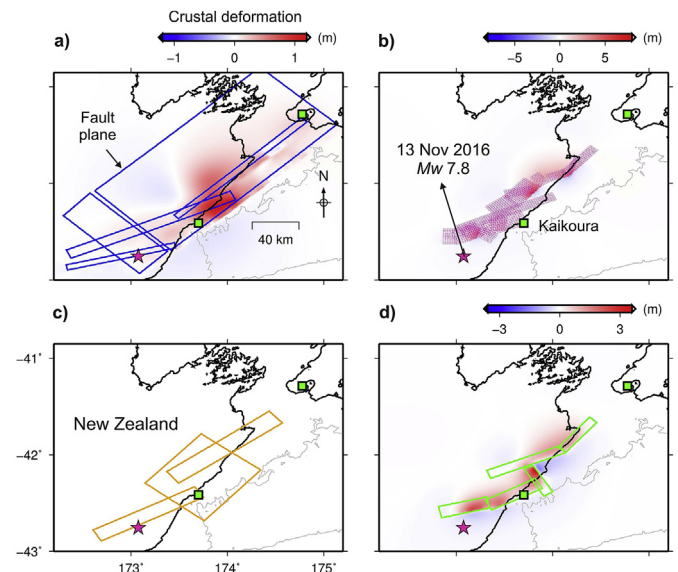 Crustal deformation
a)
(m)
−1 0 1
b)
(m)
−5 0 5
Fault
plane
N
40 km
13 Nov 2016
Mw 7.8
Kaikoura
c)
−41˚
−42˚
−43˚
New Zealand
173˚ 174˚ 175˚
d)
(m)
−3 0 3